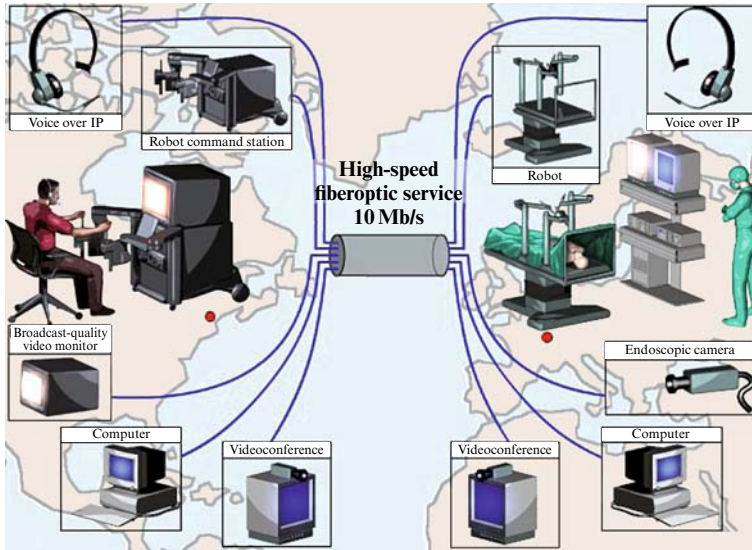 Voice over IP
Robot command station
High-speed
fiberoptic service
10 Mb/s
Robot
Voice over IP
Broadcast-quality
video monitor
Endoscopic camera
Computer
Videoconference
Videoconference
Computer